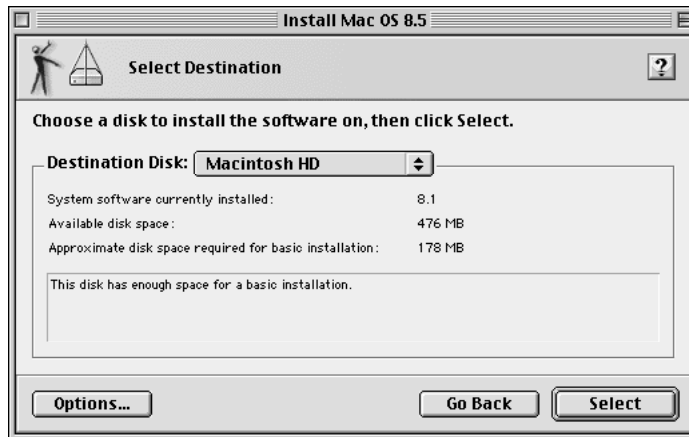 Install Mac OS 8.5
Select Destination
?
Choose a disk to install the software on, then click Select.
Destination Disk: Macintosh HD
System software currently installed: 8.1
Available disk space: 476 MB
Approximate disk space required for basic installation: 178 MB
This disk has enough space for a basic installation.
Options... Go Back Select